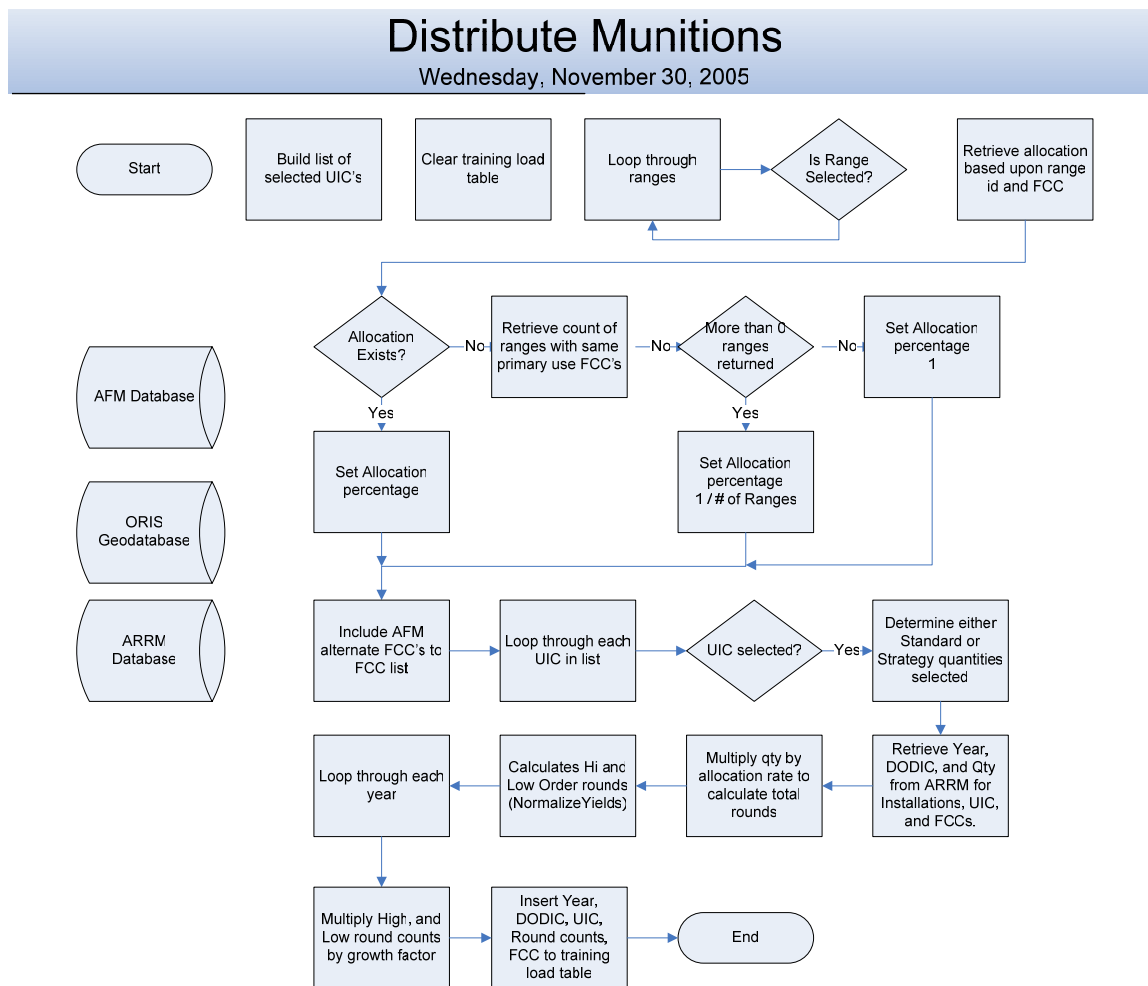 Distribute Munitions
Wednesday, November 30, 2005
Start
Build list of
selected UIC's
Clear training load
table
Loop through
ranges
Is Range
Selected?
Retrieve allocation
based upon range
id and FCC
Allocation
Exists?
No
Retrieve count of
ranges with same
primary use FCC's
No
More than 0
ranges
returned
No
Set Allocation
percentage
1
Yes
Yes
AFM Database
Set Allocation
percentage
Set Allocation
percentage
1 / # of Ranges
ORIS
Geodatabase
ARRM
Database
Include AFM
alternate FCC's to
FCC list
Loop through each
UIC in list
UIC selected?
Yes
Determine either
Standard or
Strategy quantities
selected
Loop through each
year
Calculates Hi and
Low Order rounds
(NormalizeYields)
Multiply qty by
allocation rate to
calculate total
rounds
Retrieve Year,
DODIC, and Qty
from ARRM for
Installations, UIC,
and FCCs.
Multiply High, and
Low round counts
by growth factor
Insert Year,
DODIC, UIC,
Round counts,
FCC to training
load table
End